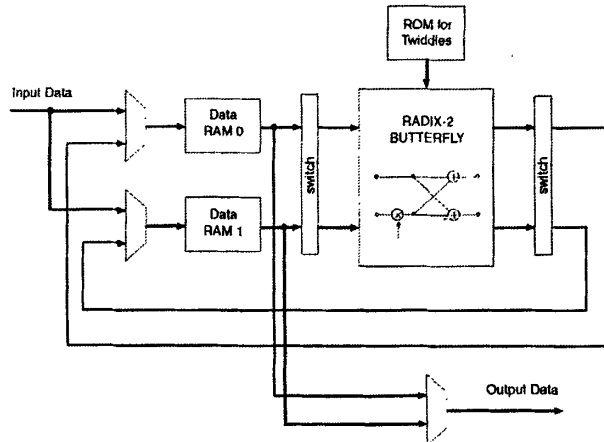 ROM for
Twiddles
Input Data
Data
RAM 0
RADIX-2
BUTTERFLY
switch
switch
Data
RAM 1
Output Data